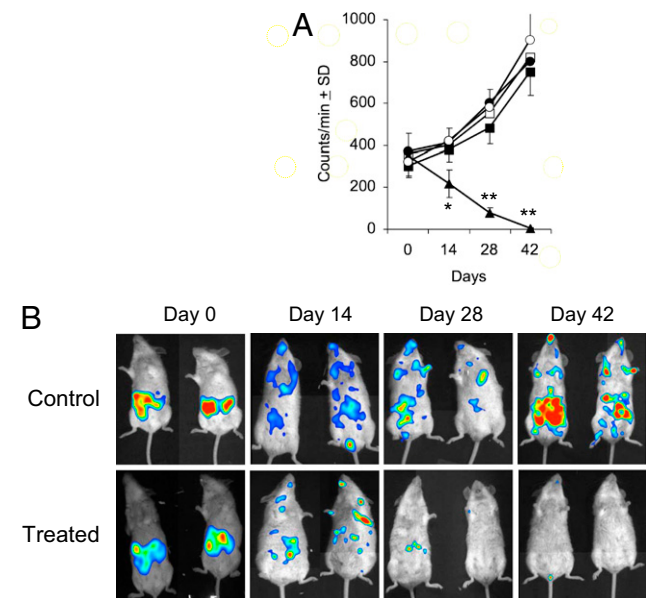 A
Counts/min ± SD
1000
800
600
400
200
0
* ** **
0 14 28 42
Days
B
Day 0 Day 14 Day 28 Day 42
Control
Treated